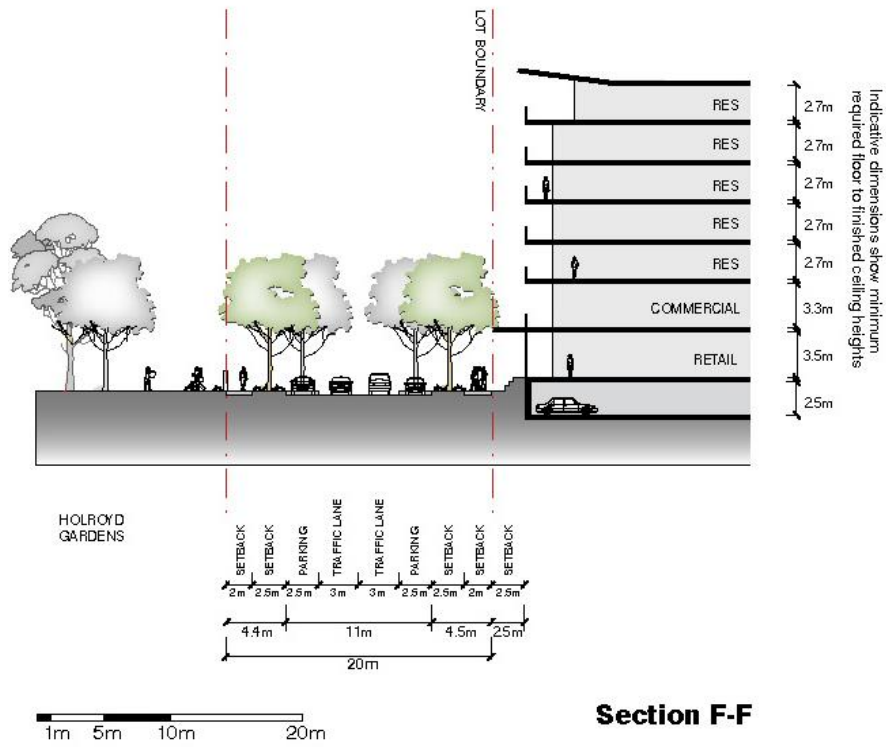 LOT BOUNDARY
RES
2.7m
RES
2.7m
RES
2.7m
RES
2.7m
RES
2.7m
COMMERCIAL
3.3m
RETAIL
3.5m
2.5m
Indicative dimensions show minimum
required floor to finished ceiling heights
HOLROYD
GARDENS
SETBACK
SETBACK
PARKING
TRAFFIC LANE
TRAFFIC LANE
PARKING
SETBACK
SETBACK
SETBACK
2m 2.5m 2.5m 3m 3m 2.5m 2.5m 2m 2.5m
4.4m 11m 4.5m 2.5m
20m
1m 5m 10m 20m
Section F-F